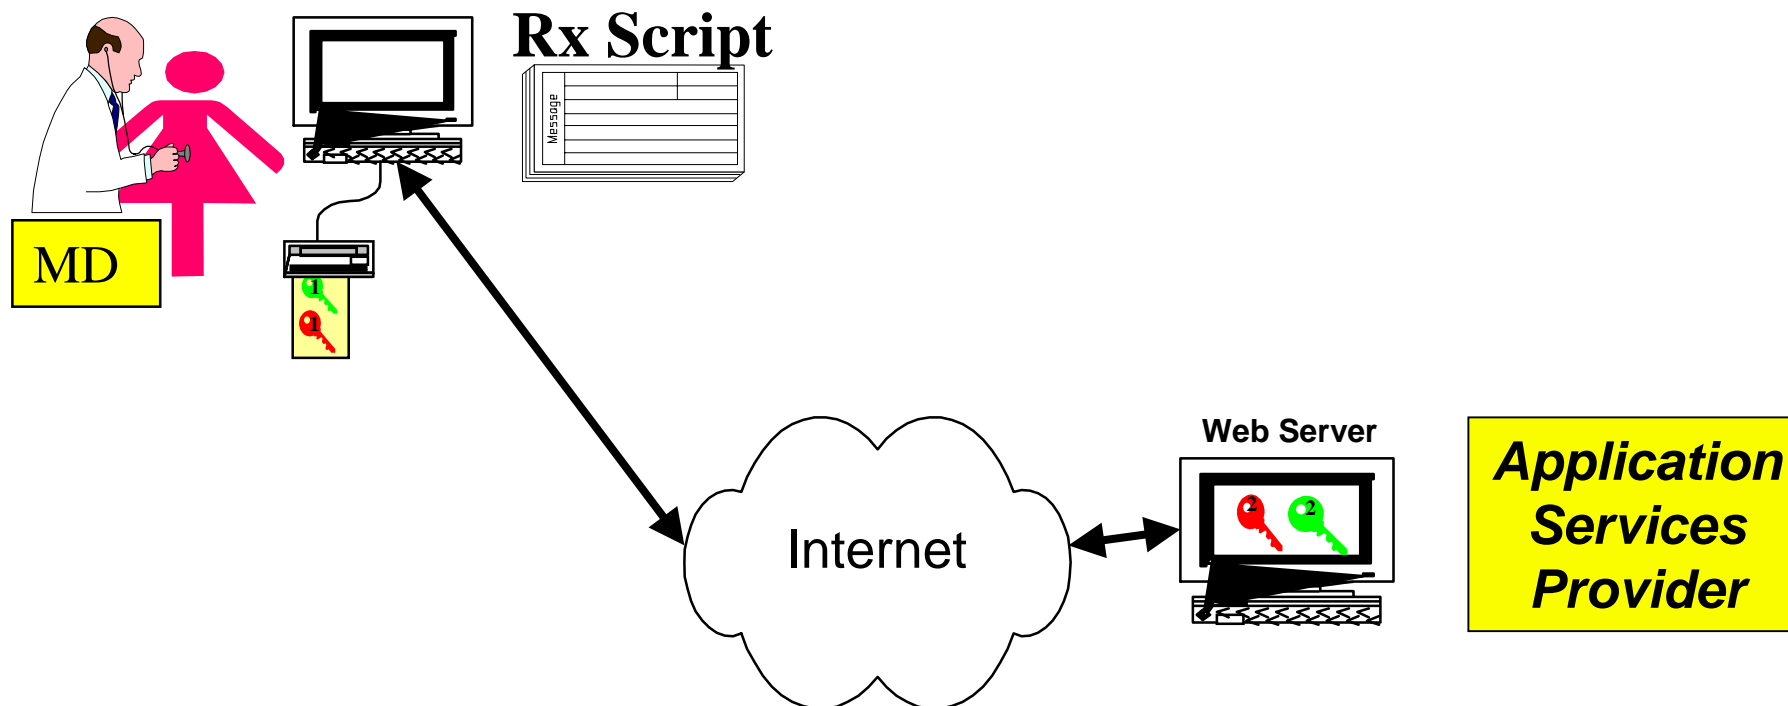 Rx Script
Message
MD
1
1
Internet
Web Server
2 2
Application
Services
Provider